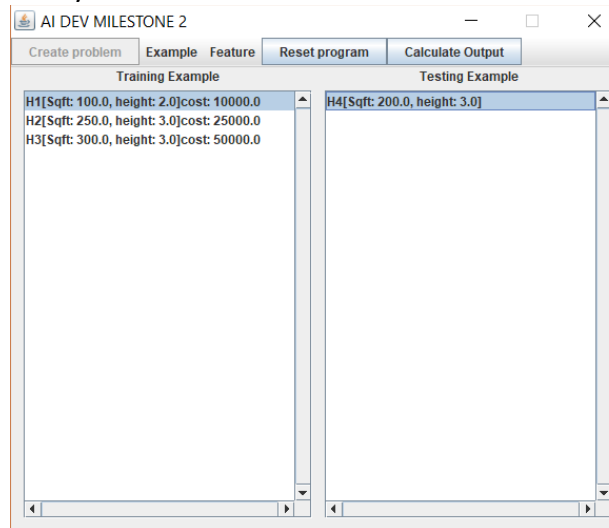 AI DEV MILESTONE 2
Create problem Example Feature Reset program Calculate Output
Training Example Testing Example
H1[Sqft: 100.0, height: 2.0]cost: 10000.0 H4[Sqft: 200.0, height: 3.0]
H2[Sqft: 250.0, height: 3.0]cost: 25000.0
H3[Sqft: 300.0, height: 3.0]cost: 50000.0